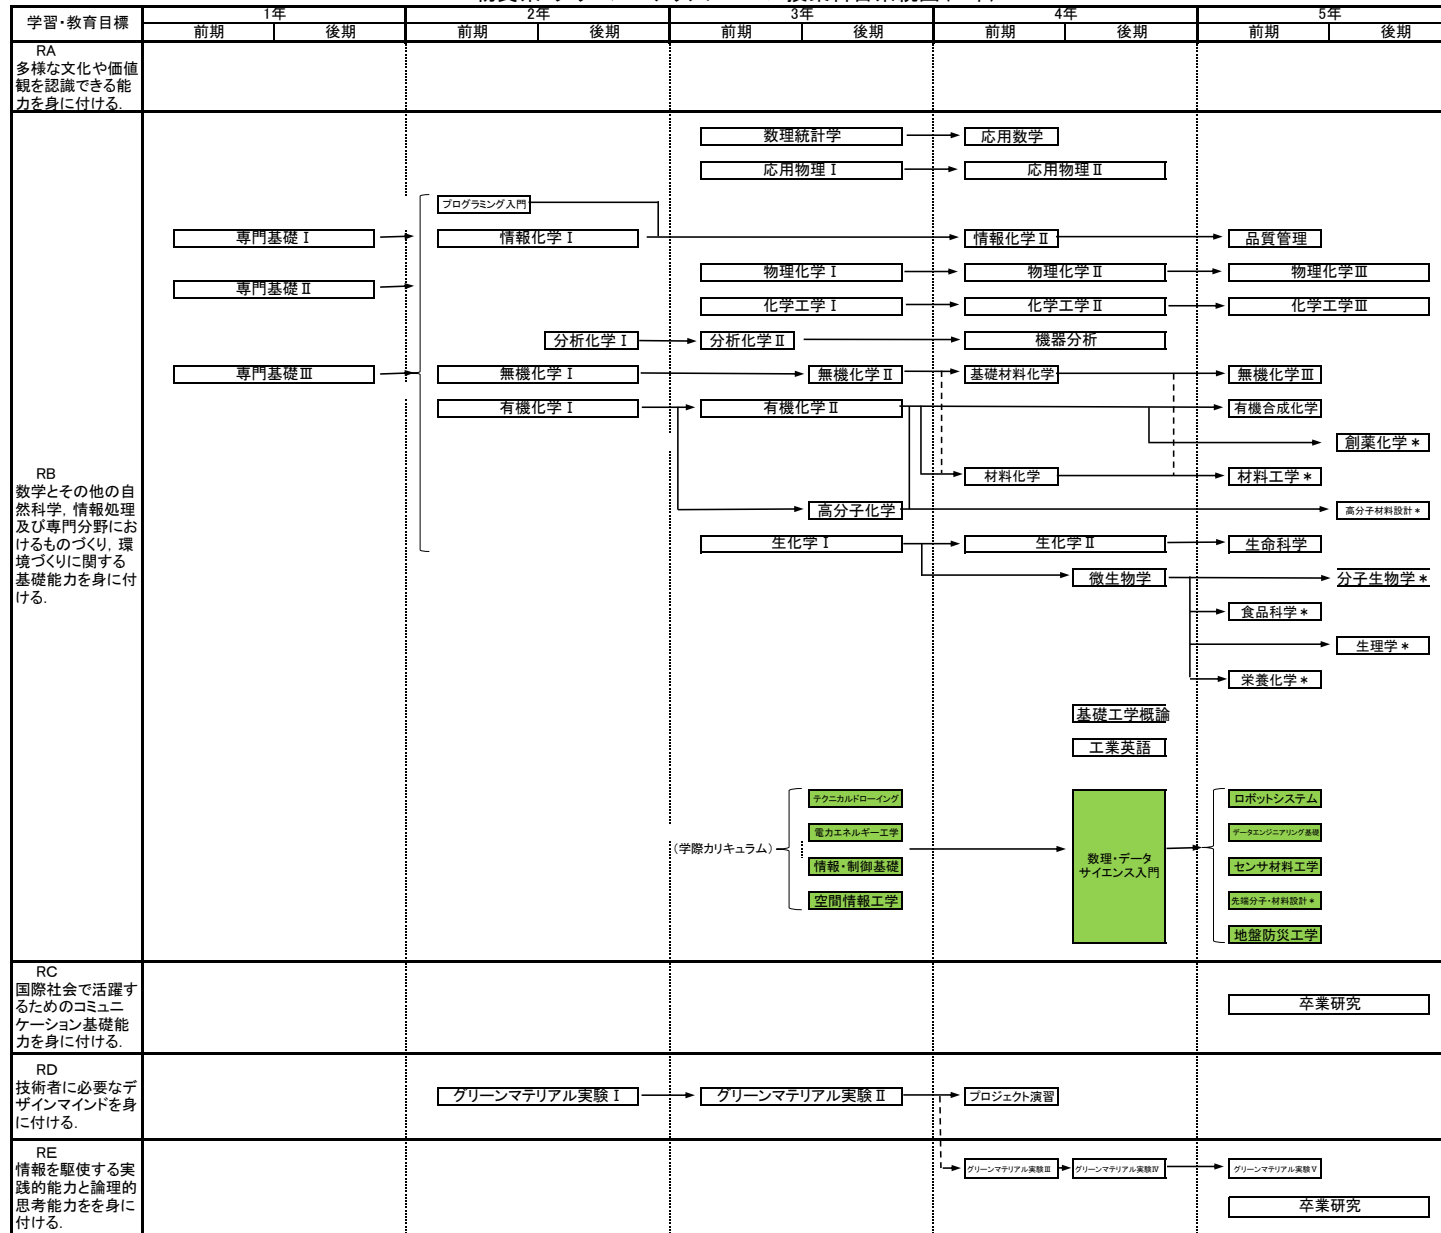 学習・教育目標
1年
2年
3年
4年
5年
前期
後期
前期
後期
前期
後期
前期
後期
前期
後期
RA
多様な文化や価値
観を認識できる能
力を身に付ける.
数理統計学
応用数学
応用物理Ⅰ
応用物理Ⅱ
プログラミング入門
専門基礎Ⅰ
情報化学Ⅰ
情報化学Ⅱ
品質管理
物理化学Ⅰ
物理化学Ⅱ
物理化学Ⅲ
専門基礎Ⅱ
化学工学Ⅰ
化学工学Ⅱ
化学工学Ⅲ
分析化学Ⅰ
分析化学Ⅱ
機器分析
専門基礎Ⅲ
無機化学Ⅰ
無機化学Ⅱ
基礎材料化学
無機化学Ⅲ
有機化学Ⅰ
有機化学Ⅱ
有機合成化学
創薬化学*
RB
数学とその他の自
然科学, 情報処理
及び専門分野にお
けるものづくり, 環
境づくりに関する
基礎能力を身に付
ける.
材料化学
材料工学*
高分子化学
高分子材料設計*
生化学Ⅰ
生化学Ⅱ
生命科学
微生物学
分子生物学*
食品科学*
生理学*
栄養化学*
基礎工学概論
工業英語
(学際カリキュラム)
テクニカルドローイング
電力エネルギー工学
情報・制御基礎
空間情報工学
数理・データ
サイエンス入門
ロボットシステム
データエンジニアリング基礎
センサ材料工学
先端分子・材料設計*
地盤防災工学
RC
国際社会で活躍す
るためのコミュニ
ケーション基礎能
力を身に付ける.
卒業研究
RD
技術者に必要なデ
ザインマインドを身
に付ける.
グリーンマテリアル実験Ⅰ
グリーンマテリアル実験Ⅱ
プロジェクト演習
RE
情報を駆使する実
践的能力と論理的
思考能力をを身に
付ける.
グリーンマテリアル実験Ⅲ
グリーンマテリアル実験Ⅳ
グリーンマテリアル実験Ⅴ
卒業研究